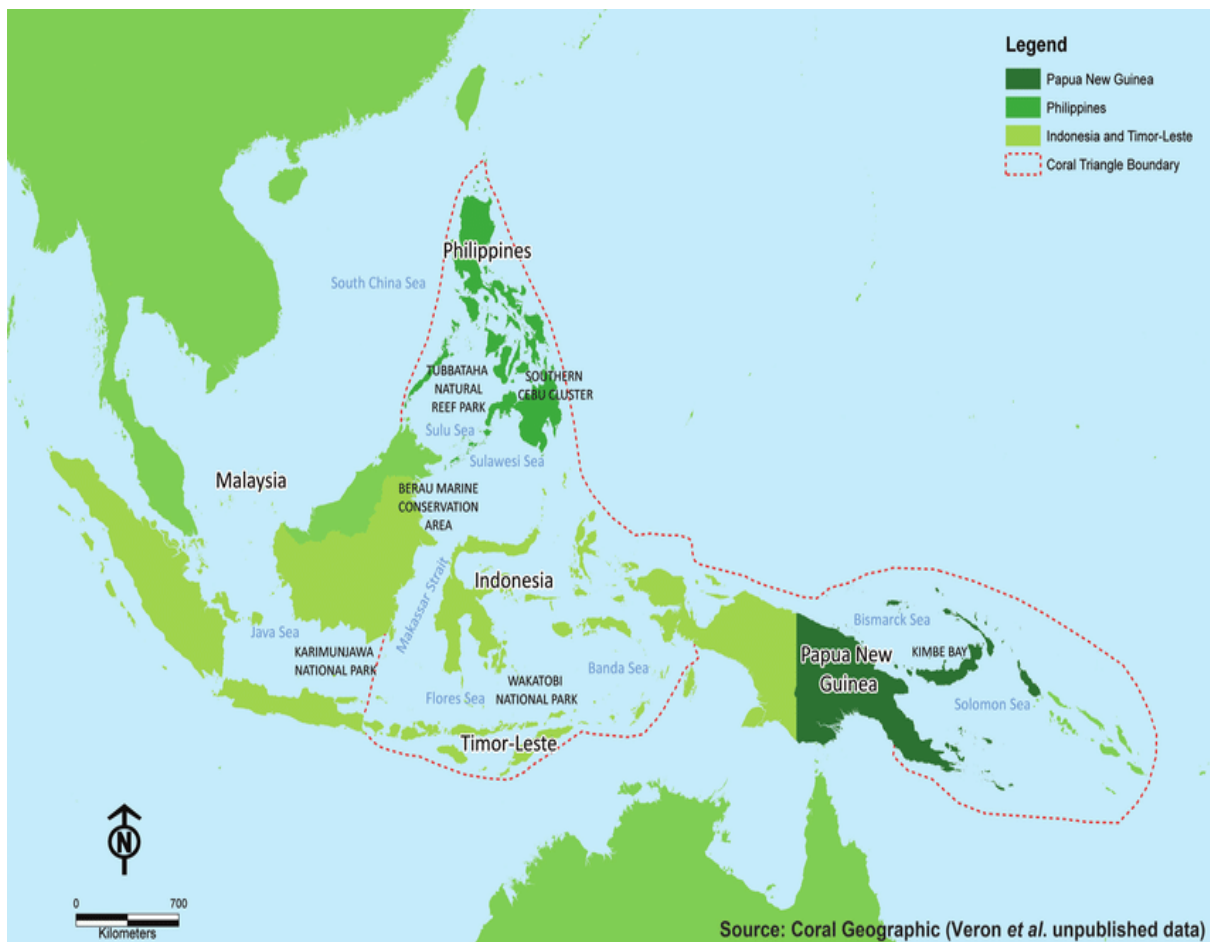 Legend
Papua New Guinea
Philippines
Indonesia and Timor-Leste
Coral Triangle Boundary
Philippines
South China Sea
TUBBATAHA
NATURAL
REEF PARK
SOUTHERN
CEBU CLUSTER
Sulu Sea
Sulawesi Sea
Malaysia
BERAU MARINE
CONSERVATION
AREA
Indonesia
Makassar Strait
Java Sea
KARIMUNJAWA
NATIONAL PARK
Bismarck Sea
KIMBE BAY
Papua New
Guinea
Banda Sea
WAKATOBI
NATIONAL PARK
Flores Sea
Solomon Sea
Timor-Leste
N
0 700
Kilometers
Source: Coral Geographic (Veron et al. unpublished data)